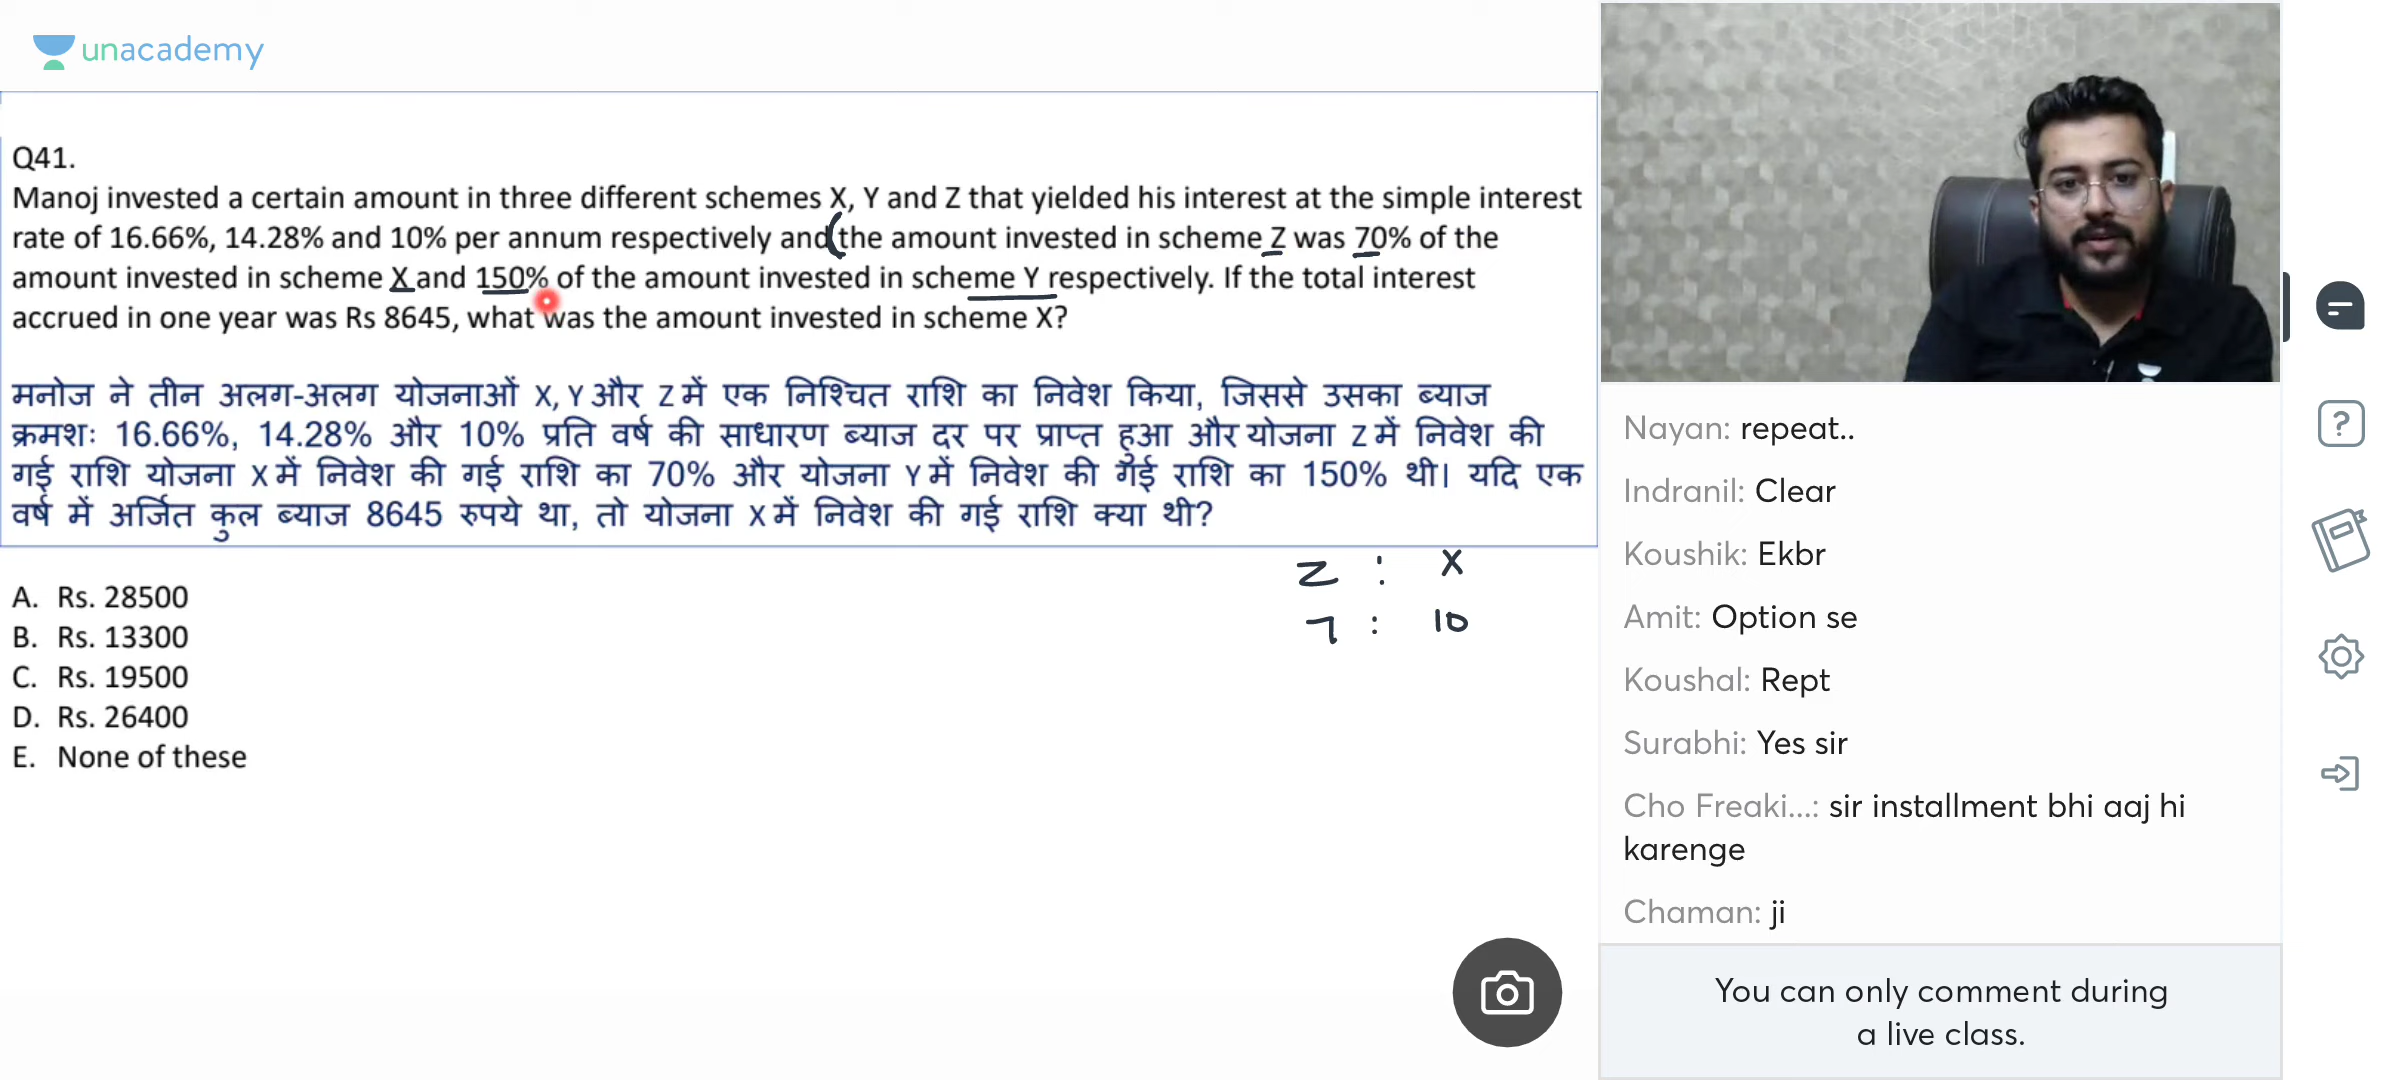 unacademy
Q41.
Manoj invested a certain amount in three different schemes X, Y and Z that yielded his interest at the simple interest
rate of 16.66%, 14.28% and 10% per annum respectively and (the amount invested in scheme Z was 70% of the
amount invested in scheme X and 150% of the amount invested in scheme Y respectively. If the total interest
accrued in one year was Rs 8645, what was the amount invested in scheme X?
मनोज ने तीन अलग-अलग योजनाओं X, Y और Z में एक निश्चित राशि का निवेश किया, जिससे उसका ब्याज
क्रमशः 16.66%, 14.28% और 10% प्रति वर्ष की साधारण ब्याज दर पर प्राप्त हुआ और योजना Z में निवेश की
गई राशि योजना X में निवेश की गई राशि का 70% और योजना Y में निवेश की गई राशि का 150% थी। यदि एक
वर्ष में अर्जित कुल ब्याज 8645 रुपये था, तो योजना X में निवेश की गई राशि क्या थी?
Z : X
7 : 10
A. Rs. 28500
B. Rs. 13300
C. Rs. 19500
D. Rs. 26400
E. None of these
Nayan: repeat..
Indranil: Clear
Koushik: Ekbr
Amit: Option se
Koushal: Rept
Surabhi: Yes sir
Cho Freaki...: sir installment bhi aaj hi
karenge
Chaman: ji
You can only comment during
a live class.